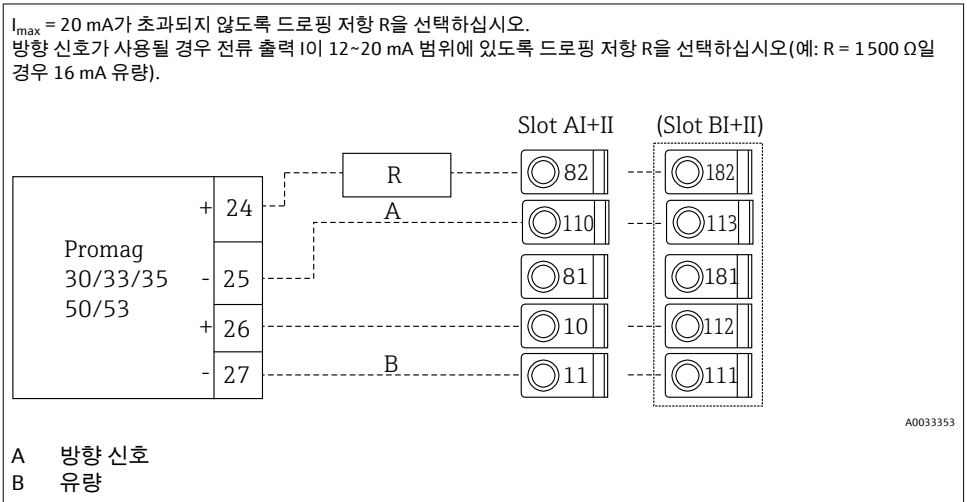 Imax = 20 mA가 초과되지 않도록 드로핑 저항 R을 선택하십시오.
방향 신호가 사용될 경우 전류 출력 I이 12~20 mA 범위에 있도록 드로핑 저항 R을 선택하십시오(예: R = 1 500 Ω일
경우 16 mA 유량).
Slot AI+II (Slot BI+II)
R 82 182
+ 24 A 110 113
Promag
30/33/35
50/53
- 25 81 181
+ 26 10 112
- 27 B 11 111
A0033353
A 방향 신호
B 유량